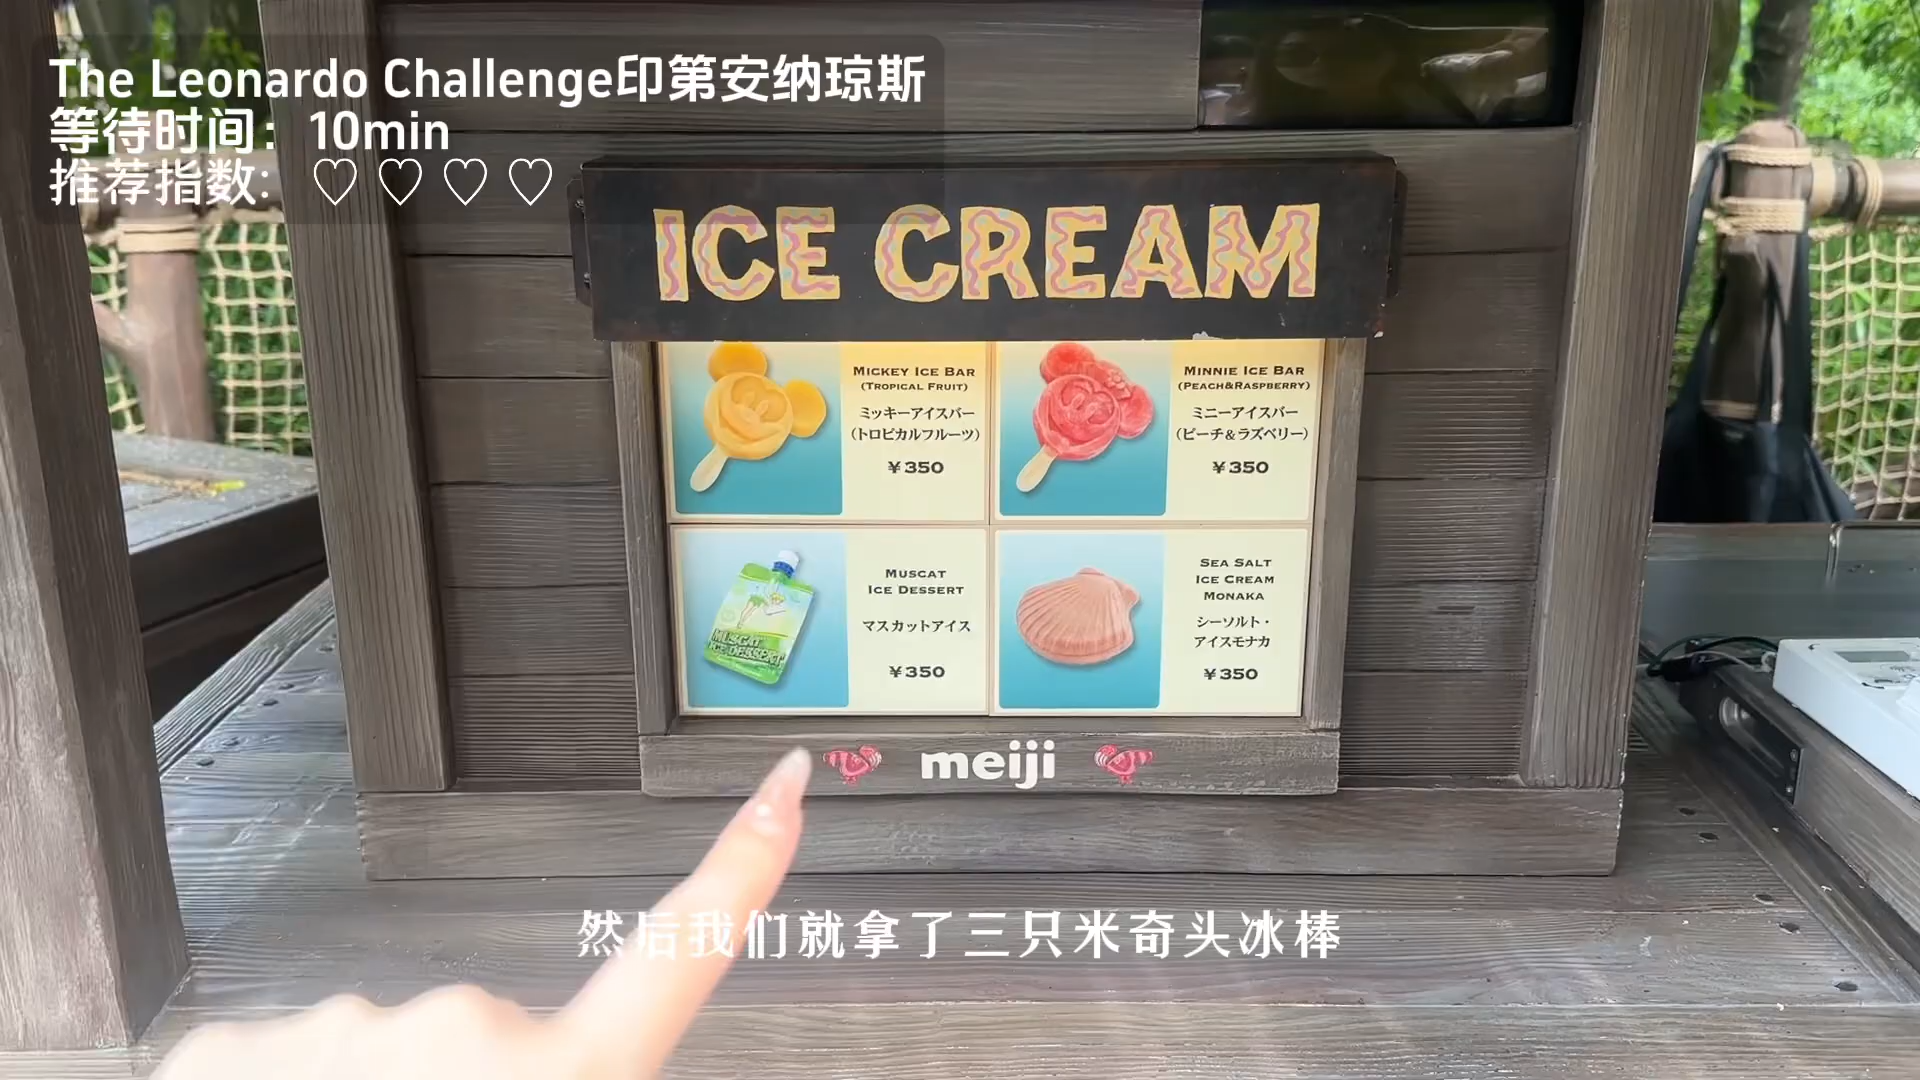 The Leonardo Challenge印第安纳琼斯
等待时间：10min
推荐指数: ♡ ♡ ♡ ♡
ICE CREAM
MICKEY ICE BAR
(TROPICAL FRUIT)
ミッキーアイスバー
(トロピカルフルーツ)
¥350
MINNIE ICE BAR
(PEACH&RASPBERRY)
ミニーアイスバー
(ピーチ&ラズベリー)
¥350
MUSCAT
ICE DESSERT
マスカットアイス
¥350
MUSCAT
ICE DESSERT
SEA SALT
ICE CREAM
MONAKA
シーソルト・
アイスモナカ
¥350
meiji
然后我们就拿了三只米奇头冰棒